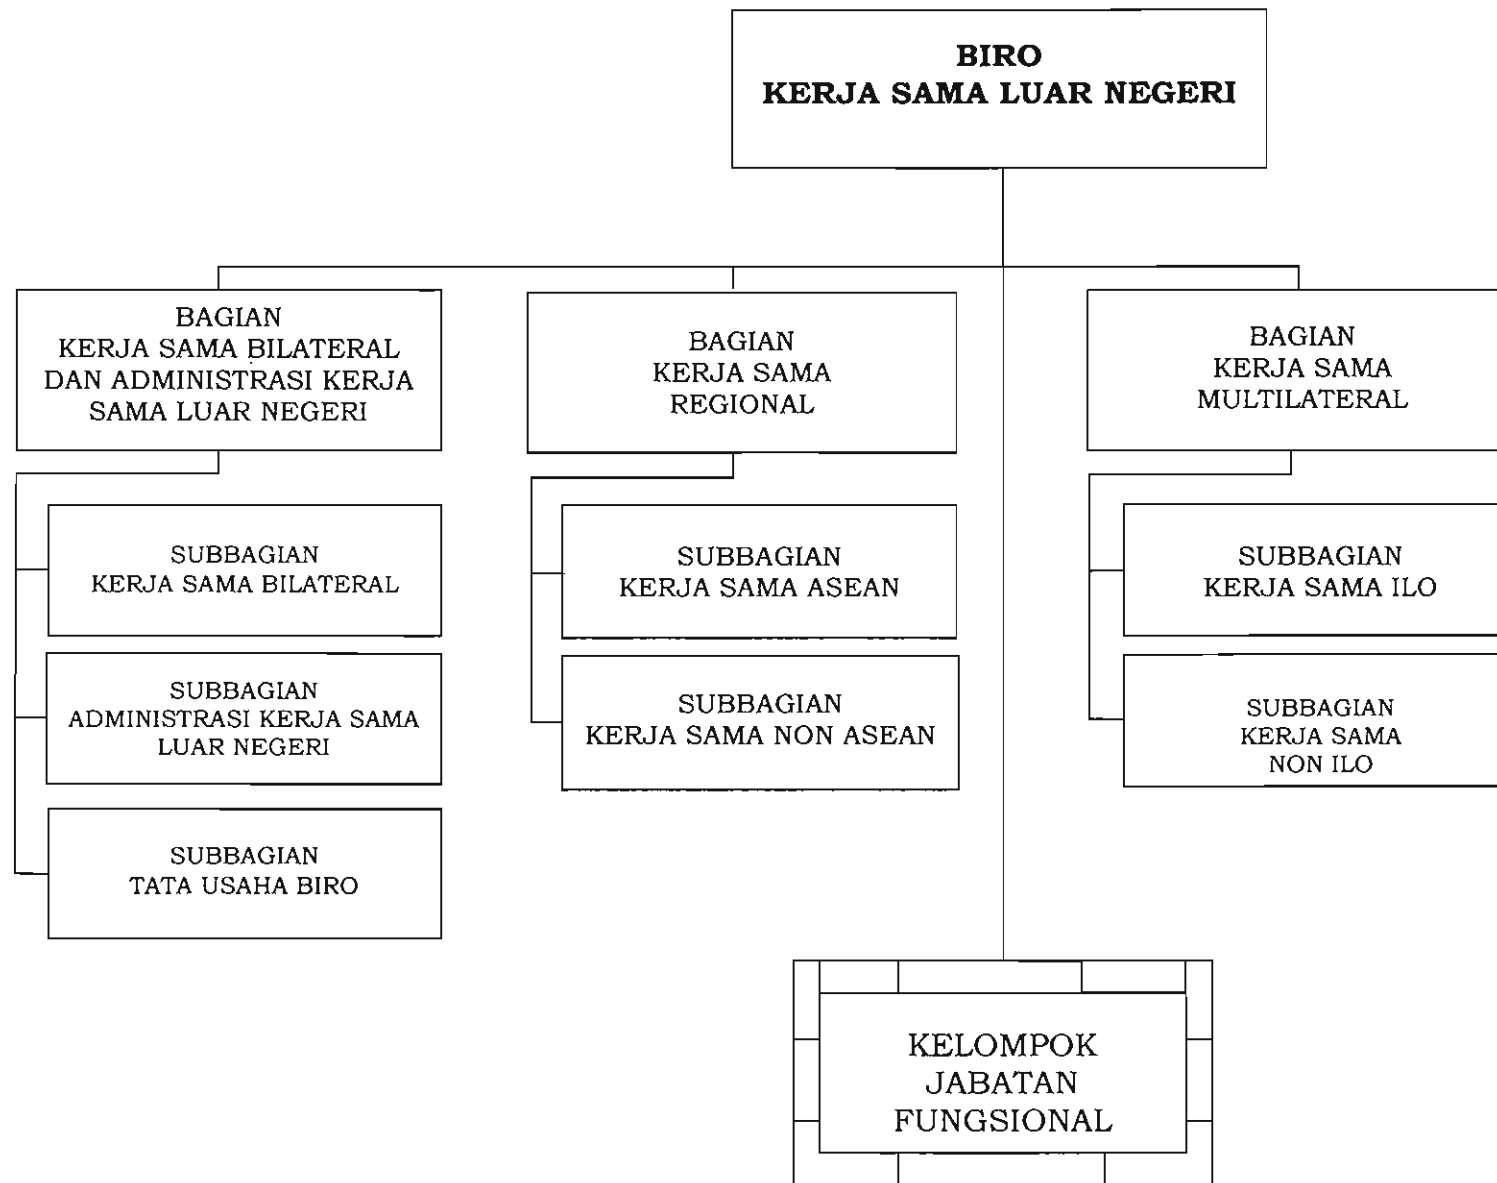 BIRO
KERJA SAMA LUAR NEGERI
BAGIAN
KERJA SAMA BILATERAL
DAN ADMINISTRASI KERJA
SAMA LUAR NEGERI
BAGIAN
KERJA SAMA
REGIONAL
BAGIAN
KERJA SAMA
MULTILATERAL
SUBBAGIAN
KERJA SAMA BILATERAL
SUBBAGIAN
KERJA SAMA ASEAN
SUBBAGIAN
KERJA SAMA ILO
SUBBAGIAN
ADMINISTRASI KERJA SAMA
LUAR NEGERI
SUBBAGIAN
KERJA SAMA NON ASEAN
SUBBAGIAN
KERJA SAMA
NON ILO
SUBBAGIAN
TATA USAHA BIRO
KELOMPOK
JABATAN
FUNGSIONAL